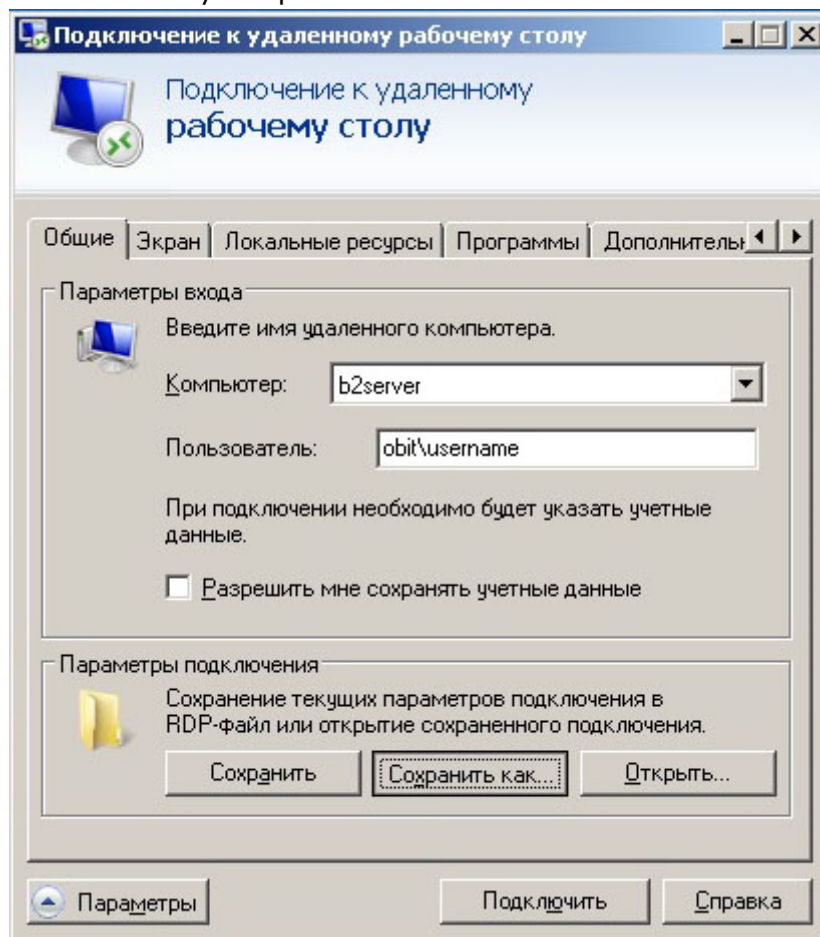 Подключение к удаленному рабочему столу
Подключение к удаленному
рабочему столу
Общие Экран Локальные ресурсы Программы Дополнительн
Параметры входа
Введите имя удаленного компьютера.
Компьютер: b2server
Пользователь: obit\username
При подключении необходимо будет указать учетные
данные.
Разрешить мне сохранять учетные данные
Параметры подключения
Сохранение текущих параметров подключения в
RDP-файл или открытие сохраненного подключения.
Сохранить Сохранить как... Открыть...
Параметры Подключить Справка